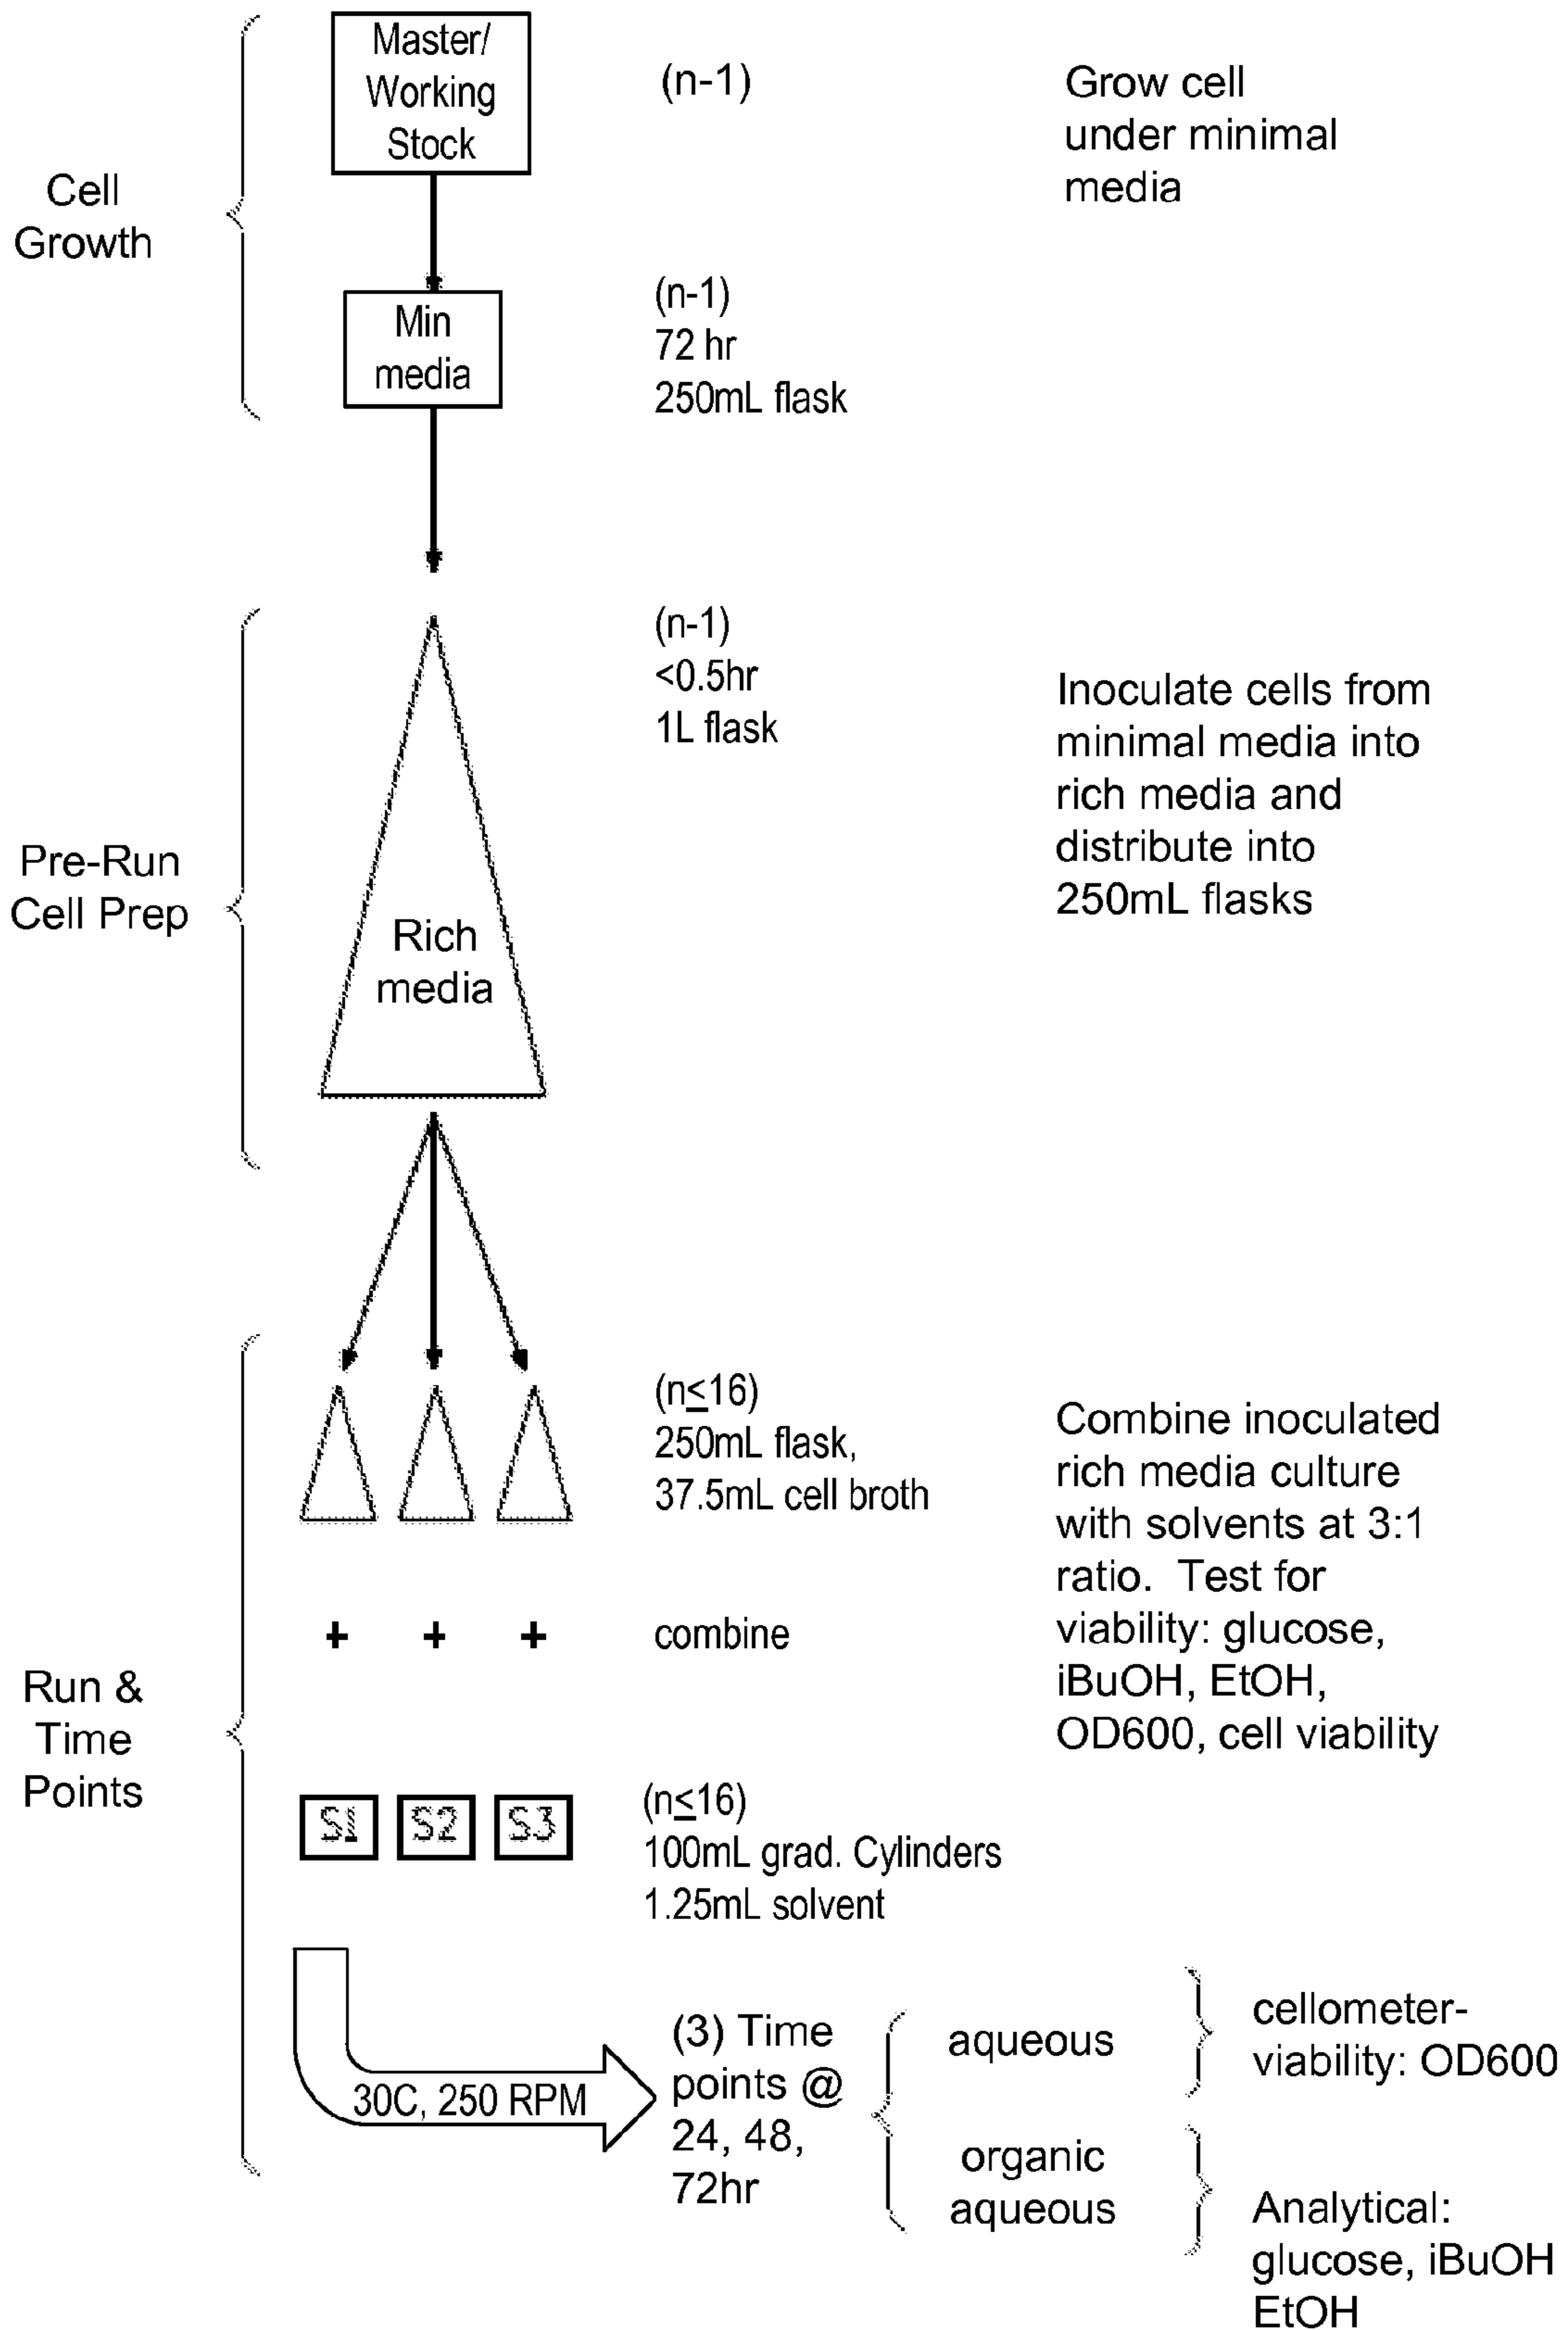 Master/
Working
Stock
(n-1)
Grow cell
under minimal
media
Cell
Growth
Min
media
(n-1)
72 hr
250mL flask
(n-1)
<0.5hr
1L flask
Inoculate cells from
minimal media into
rich media and
distribute into
250mL flasks
Pre-Run
Cell Prep
Rich
media
(n≤16)
250mL flask,
37.5mL cell broth
Combine inoculated
rich media culture
with solvents at 3:1
ratio. Test for
viability: glucose,
iBuOH, EtOH,
OD600, cell viability
+ + +
combine
Run &
Time
Points
S1 S2 S3
(n≤16)
100mL grad. Cylinders
1.25mL solvent
30C, 250 RPM
(3) Time
points @
24, 48,
72hr
aqueous
cellometer-
viability: OD600
organic
aqueous
Analytical:
glucose, iBuOH
EtOH